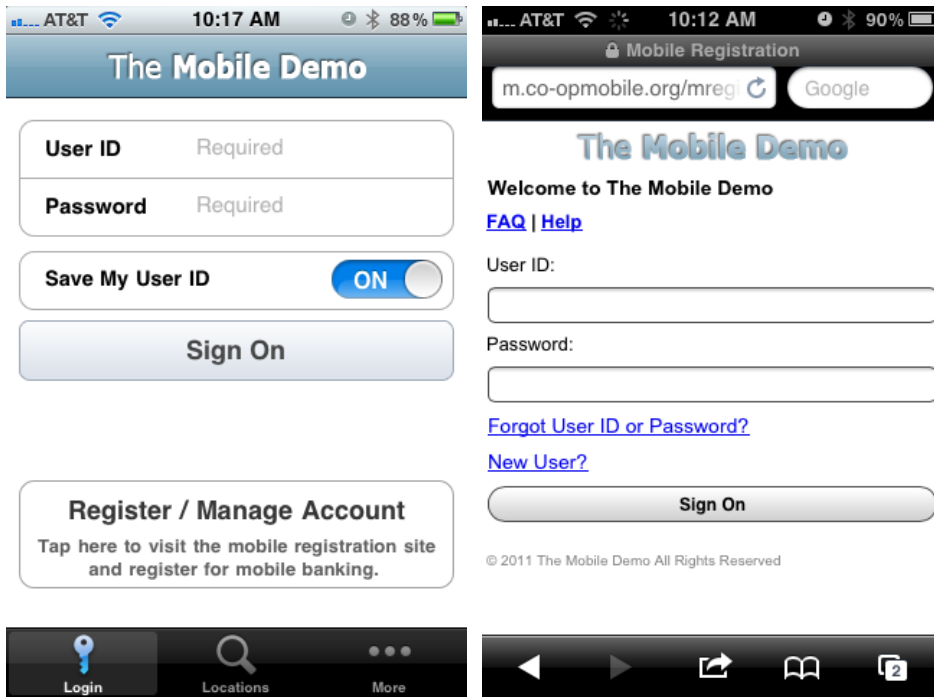 AT&T 10:17 AM 88%
The Mobile Demo
User ID Required
Password Required
Save My User ID ON
Sign On
Register / Manage Account
Tap here to visit the mobile registration site
and register for mobile banking.
Login Locations More
AT&T 10:12 AM 90%
Mobile Registration
m.co-opmobile.org/mregi Google
The Mobile Demo
Welcome to The Mobile Demo
FAQ | Help
User ID:
Password:
Forgot User ID or Password?
New User?
Sign On
© 2011 The Mobile Demo All Rights Reserved
2